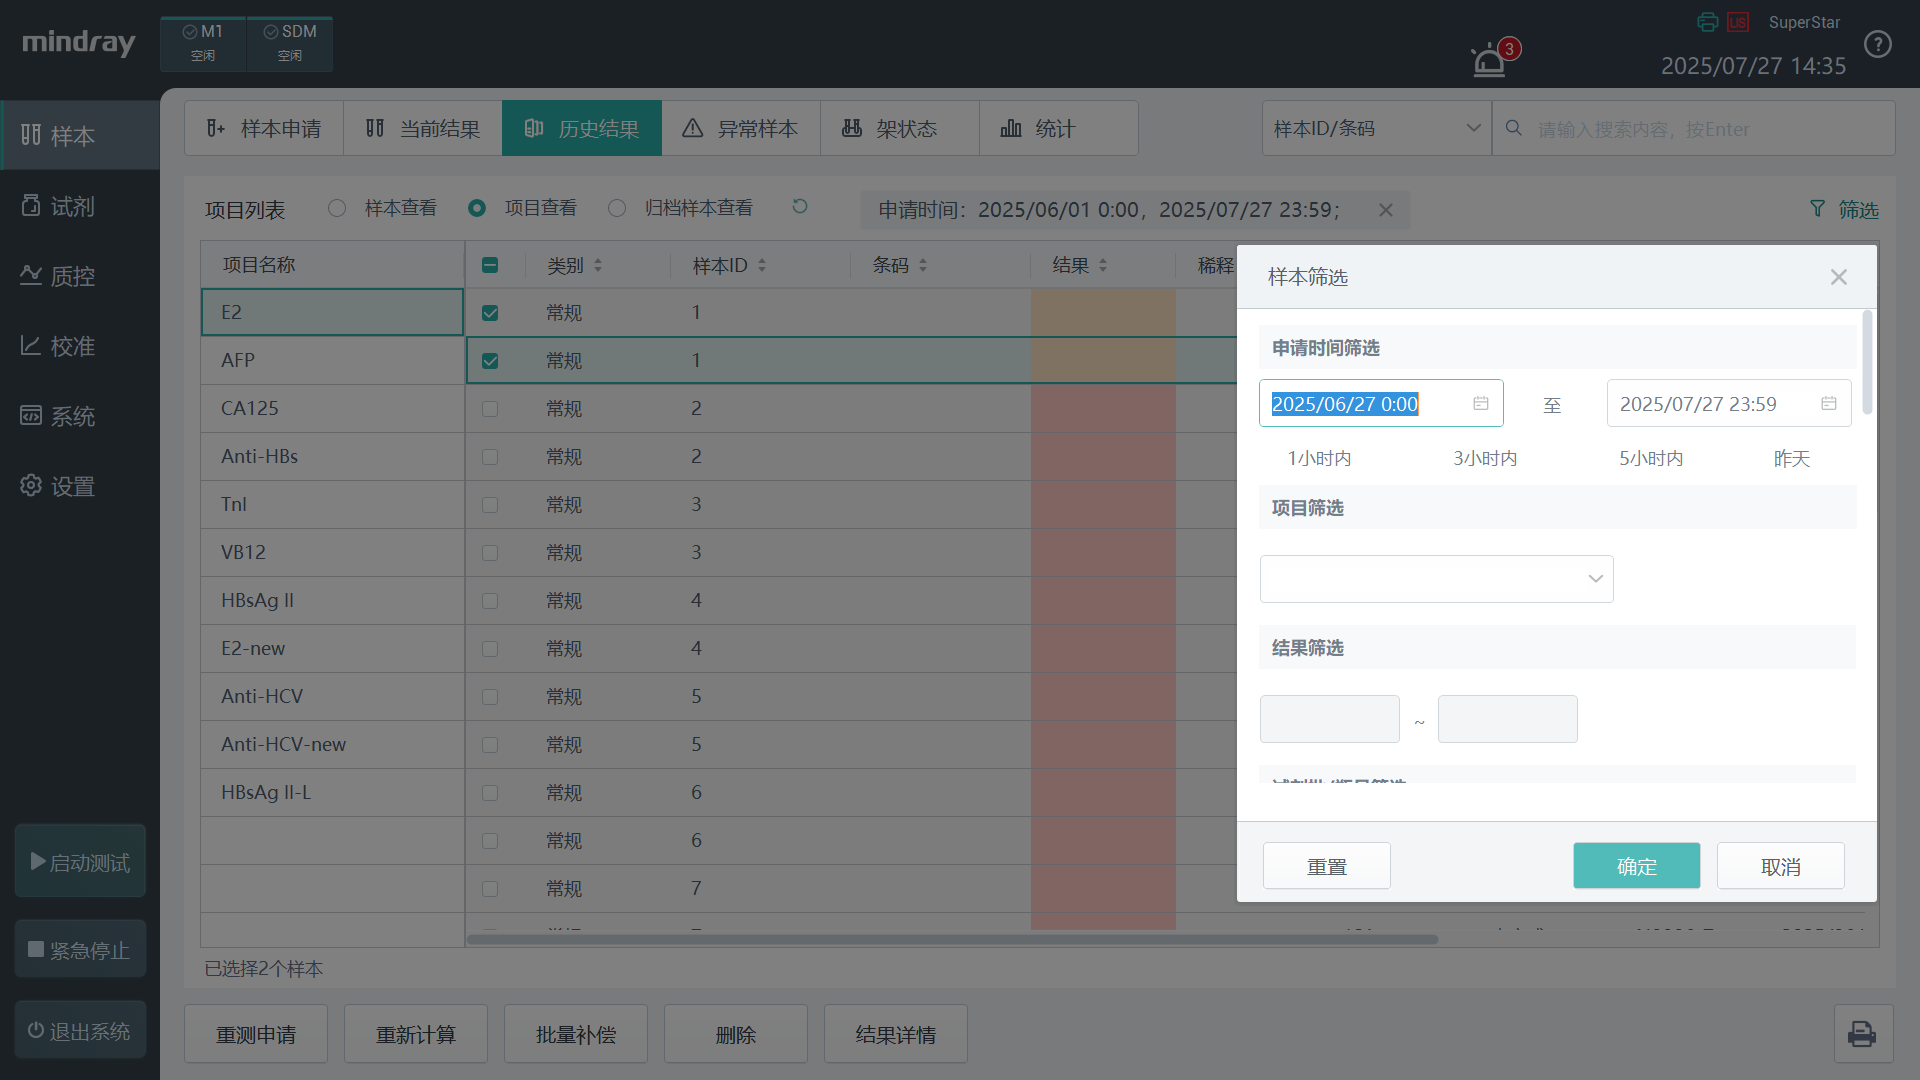 mindray
M1
空闲
SDM
空闲
3
LIS
SuperStar
2025/07/27 14:35
样本
试剂
质控
校准
系统
设置
启动测试
紧急停止
退出系统
样本申请
当前结果
历史结果
异常样本
架状态
统计
样本ID/条码
请输入搜索内容，按Enter
项目列表
样本查看
项目查看
归档样本查看
申请时间：2025/06/01 0:00，2025/07/27 23:59；
筛选
项目名称
类别
样本ID
条码
结果
稀释
E2
常规
1
AFP
常规
1
CA125
常规
2
Anti-HBs
常规
2
TnI
常规
3
VB12
常规
3
HBsAg II
常规
4
E2-new
常规
4
Anti-HCV
常规
5
Anti-HCV-new
常规
5
HBsAg II-L
常规
6
常规
6
常规
7
样本筛选
申请时间筛选
2025/06/27 0:00
至
2025/07/27 23:59
1小时内
3小时内
5小时内
昨天
项目筛选
结果筛选
~
重置
确定
取消
已选择2个样本
重测申请
重新计算
批量补偿
删除
结果详情